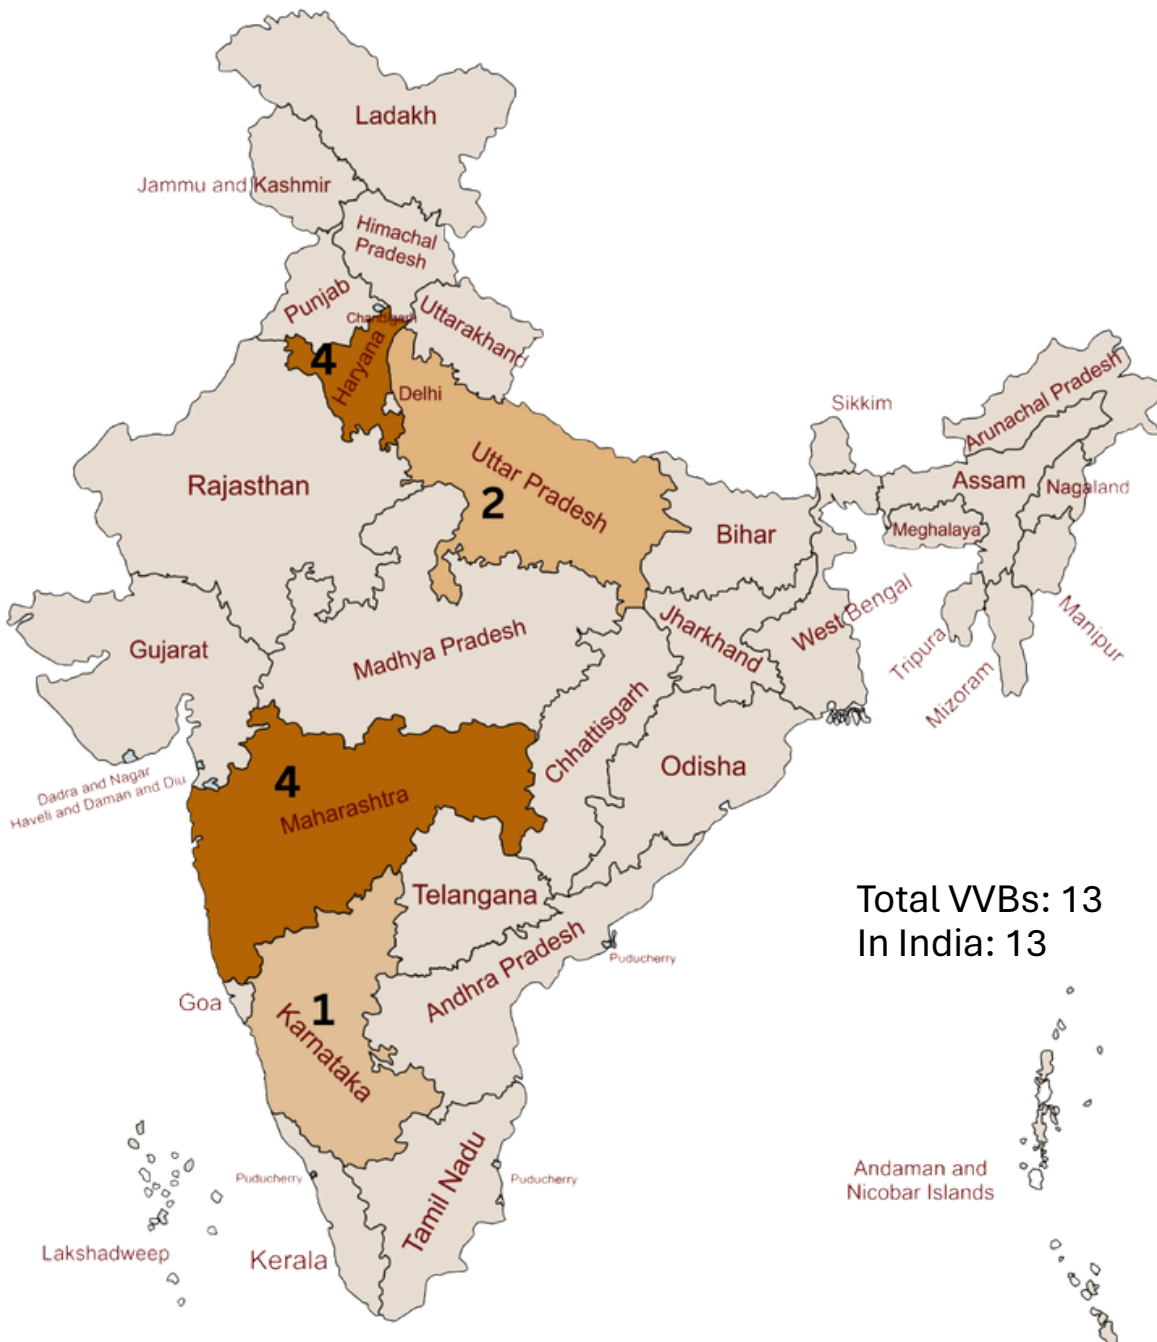 Ladakh
Jammu and Kashmir
Himachal
Pradesh
Punjab
Chandigarh
Uttarakhand
4
Haryana
Delhi
Sikkim
Arunachal Pradesh
Rajasthan
Uttar Pradesh
2
Assam
Nagaland
Bihar
Meghalaya
Gujarat
Madhya Pradesh
Jharkhand
West Bengal
Tripura
Manipur
Mizoram
Chhattisgarh
Odisha
Dadra and Nagar
Haveli and Daman and Diu
4
Maharashtra
Telangana
Total VVBs: 13
In India: 13
Andhra Pradesh
Puducherry
Goa
1
Karnataka
Puducherry
Tamil Nadu
Puducherry
Andaman and
Nicobar Islands
Lakshadweep
Kerala